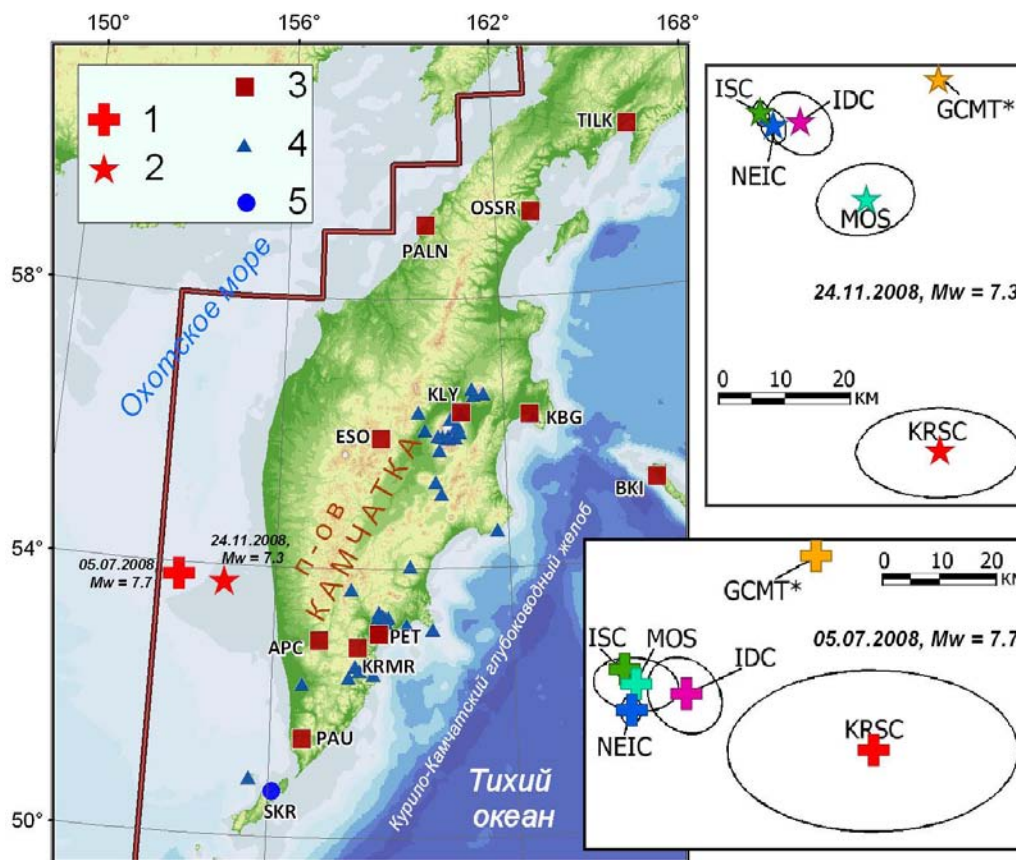 150°
156°
162°
168°
1
2
3
4
5
58°
54°
50°
Охотское море
TILK
OSSR
PALN
KLY
KBG
ESO
BKI
п-ов
КАМЧАТКА
24.11.2008,
Mw = 7.3
05.07.2008
Mw = 7.7
APC
PET
KRMR
PAU
SKR
Курило-Камчатский глубоководный желоб
Тихий
океан
ISC
IDC
GCMT*
NEIC
MOS
24.11.2008, Mw = 7.3
0 10 20
КМ
KRSC
GCMT*
0 10 20
КМ
05.07.2008, Mw = 7.7
ISC
MOS
IDC
NEIC
KRSC